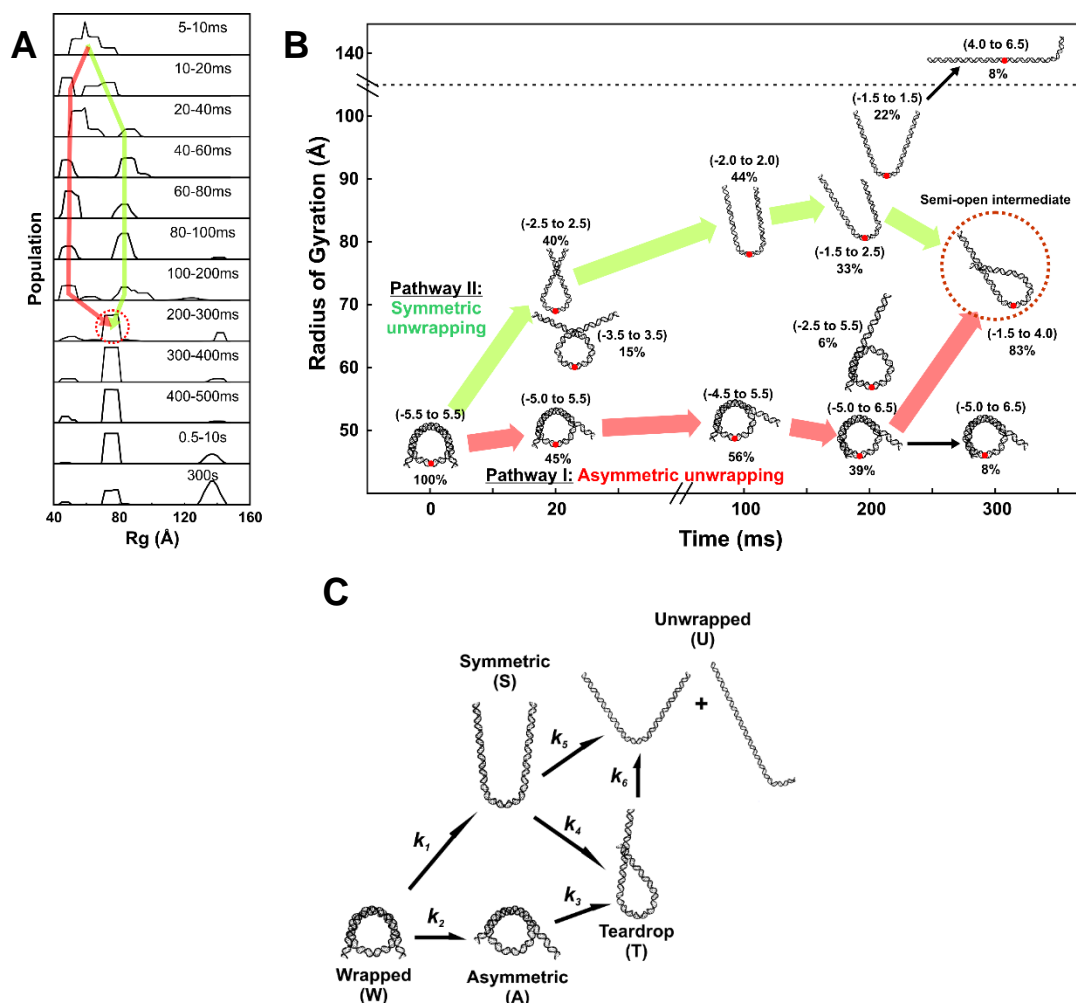 A
5-10ms
10-20ms
20-40ms
40-60ms
60-80ms
80-100ms
100-200ms
200-300ms
300-400ms
400-500ms
0.5-10s
300s
Population
40 80 120 160
Rg (Å)
B
Radius of Gyration (Å)
140
100
90
80
70
60
50
(4.0 to 6.5)
8%
(-1.5 to 1.5)
22%
(-2.0 to 2.0)
44%
Semi-open intermediate
(-2.5 to 2.5)
40%
(-1.5 to 2.5)
33%
Pathway II:
Symmetric
unwrapping
(-3.5 to 3.5)
15%
(-2.5 to 5.5)
6%
(-1.5 to 4.0)
83%
(-5.5 to 5.5)
100%
(-5.0 to 5.5)
45%
(-4.5 to 5.5)
56%
(-5.0 to 6.5)
39%
(-5.0 to 6.5)
8%
Pathway I: Asymmetric unwrapping
0 20 100 200 300
Time (ms)
C
Unwrapped
(U)
Symmetric
(S)
+
k5
k6
k1
k4
k3
k2
Wrapped
(W)
Asymmetric
(A)
Teardrop
(T)